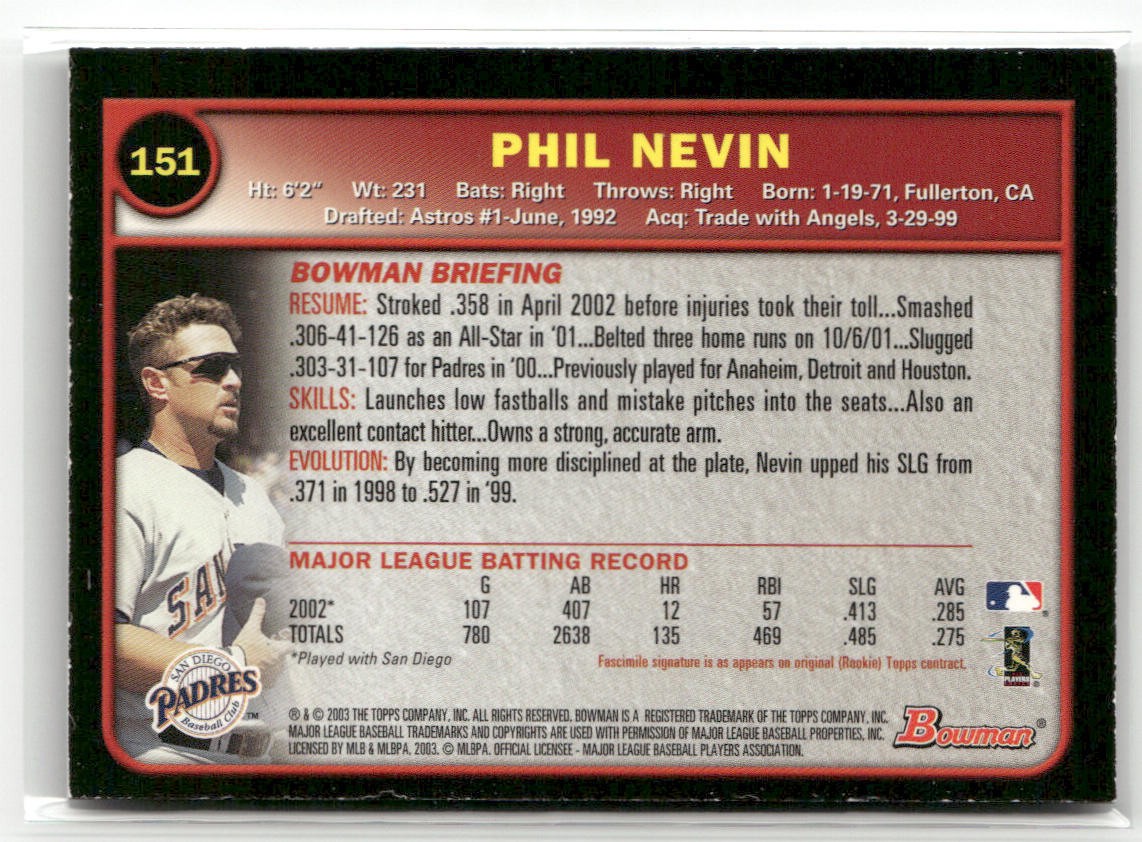 151
PHIL NEVIN
Ht: 6'2" Wt: 231 Bats: Right Throws: Right Born: 1-19-71, Fullerton, CA
Drafted: Astros #1-June, 1992 Acq: Trade with Angels, 3-29-99
BOWMAN BRIEFING
RESUME: Stroked .358 in April 2002 before injuries took their toll...Smashed
.306-41-126 as an All-Star in '01...Belted three home runs on 10/6/01...Slugged
.303-31-107 for Padres in '00...Previously played for Anaheim, Detroit and Houston.
SKILLS: Launches low fastballs and mistake pitches into the seats...Also an
excellent contact hitter...Owns a strong, accurate arm.
EVOLUTION: By becoming more disciplined at the plate, Nevin upped his SLG from
.371 in 1998 to .527 in '99.
MAJOR LEAGUE BATTING RECORD
G AB HR RBI SLG AVG
2002* 107 407 12 57 .413 .285
TOTALS 780 2638 135 469 .485 .275
*Played with San Diego
Fascimile signature is as appears on original (Rookie) Topps contract.
SAN
SAN DIEGO
PADRES
Baseball Club
TM
PLAYERS
® & © 2003 THE TOPPS COMPANY, INC. ALL RIGHTS RESERVED. BOWMAN IS A REGISTERED TRADEMARK OF THE TOPPS COMPANY, INC.
MAJOR LEAGUE BASEBALL TRADEMARKS AND COPYRIGHTS ARE USED WITH PERMISSION OF MAJOR LEAGUE BASEBALL PROPERTIES, INC.
LICENSED BY MLB & MLBPA, 2003. © MLBPA. OFFICIAL LICENSEE - MAJOR LEAGUE BASEBALL PLAYERS ASSOCIATION.
Bowman®